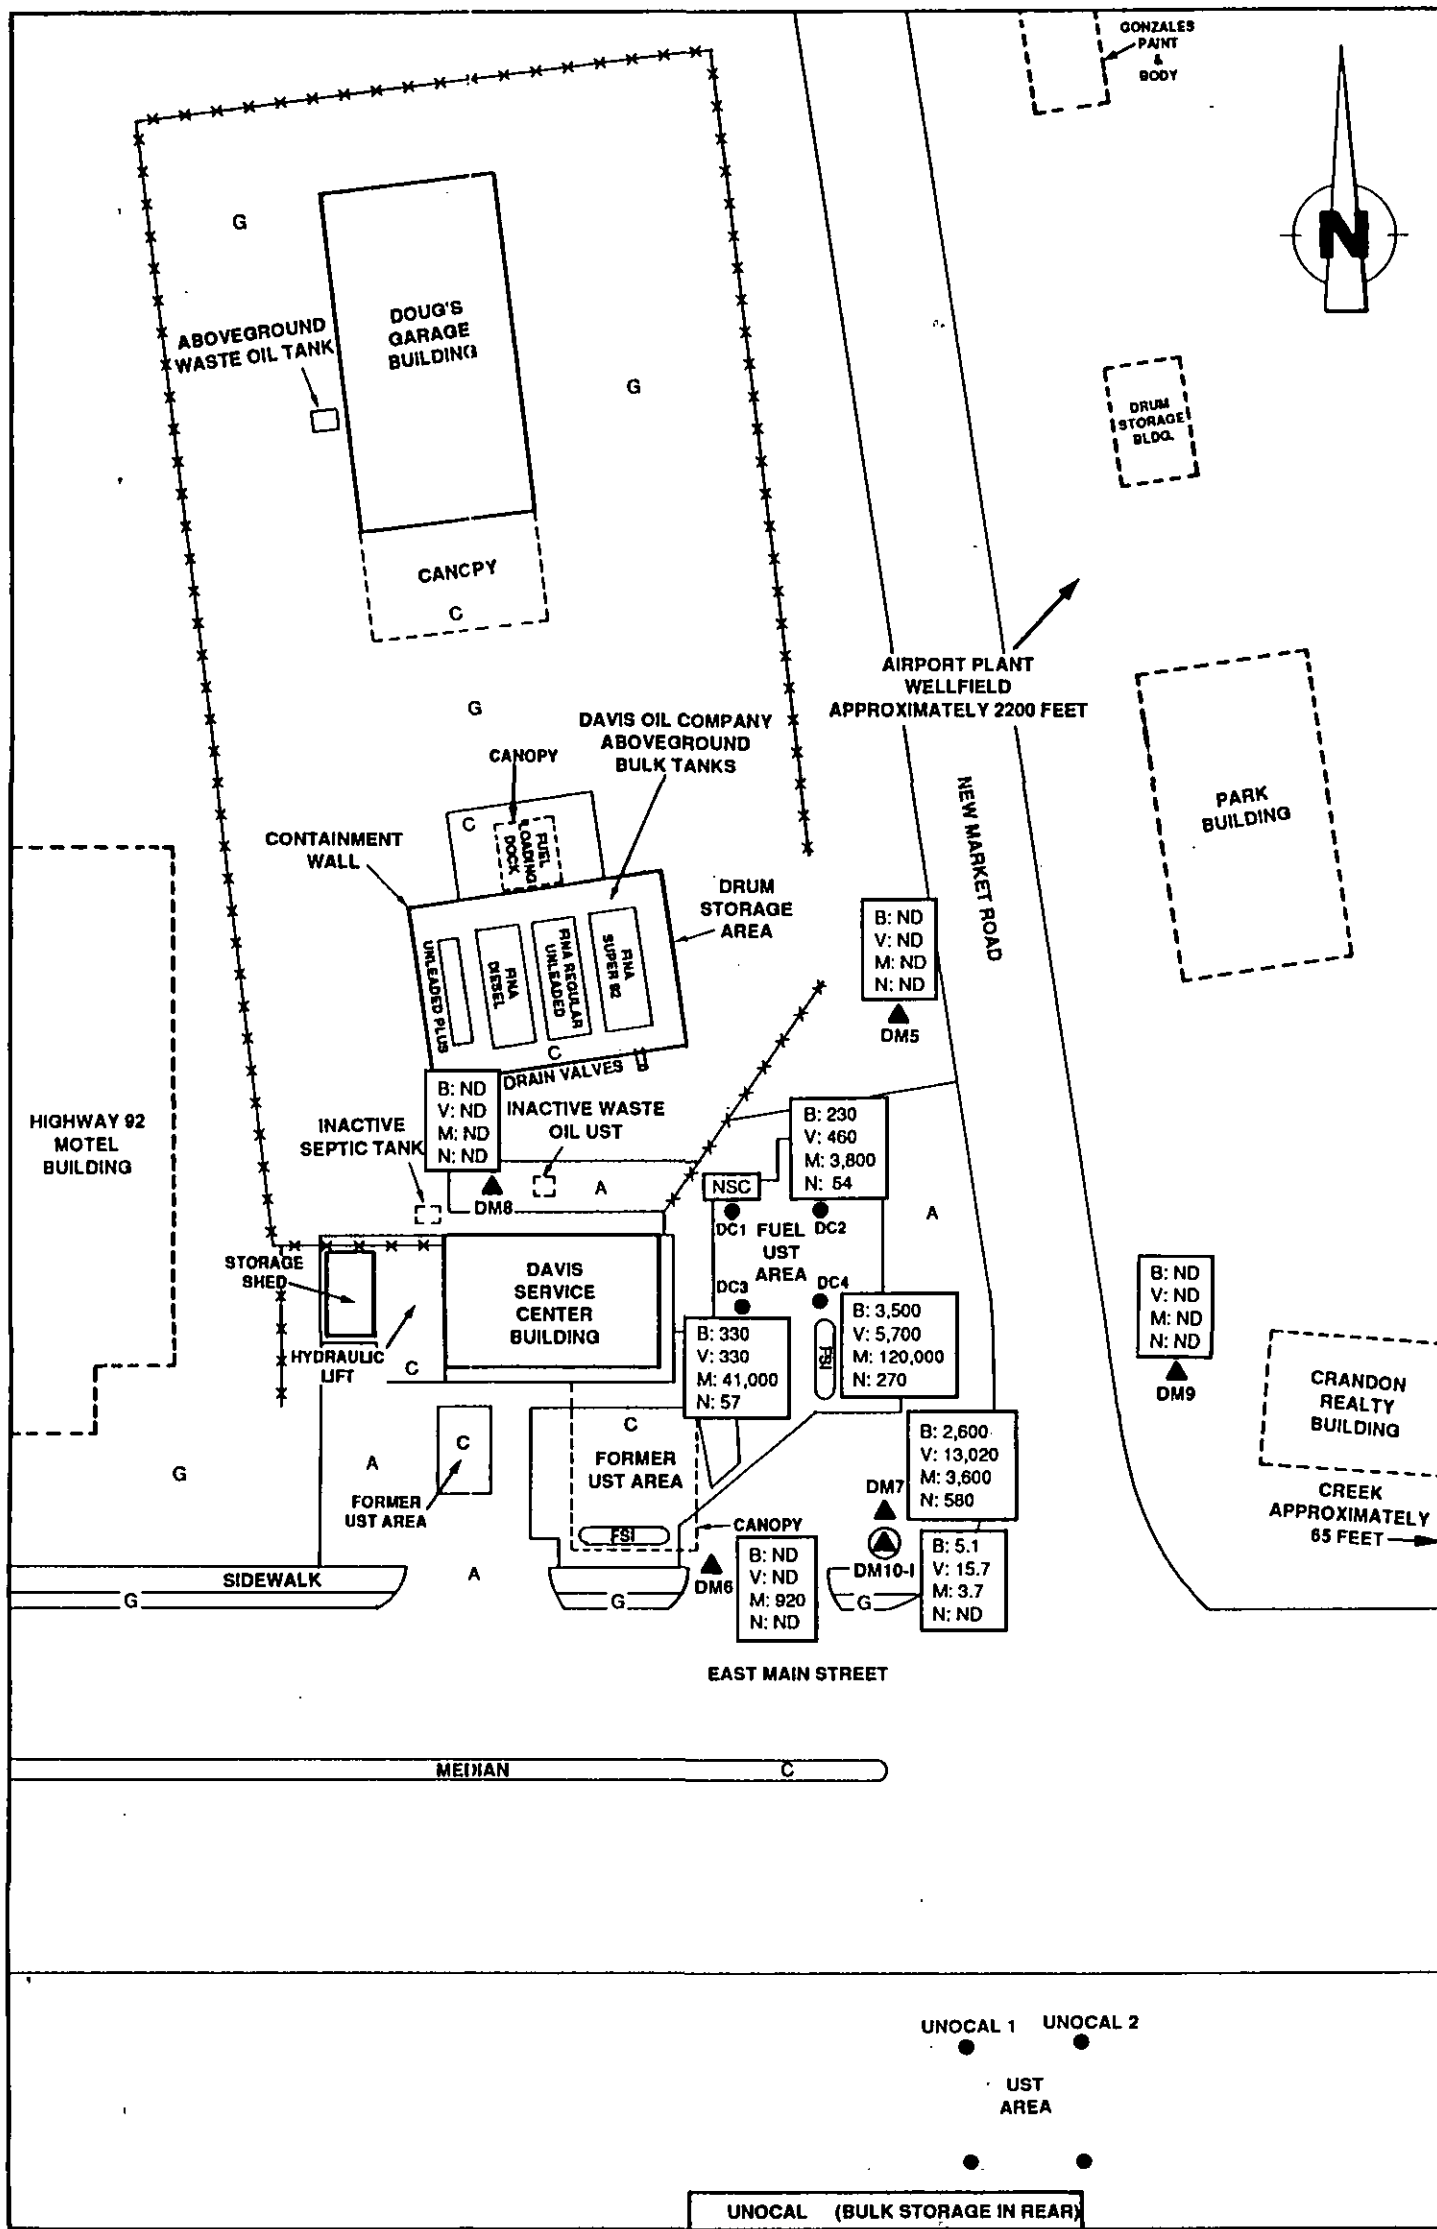 GONZALES
PAINT
&
BODY
N
G
DOUG'S
GARAGE
BUILDING
ABOVEGROUND
WASTE OIL TANK
G
DRUM
STORAGE
BLDG.
CANOPY
C
AIRPORT PLANT
WELLFIELD
APPROXIMATELY 2200 FEET
G
DAVIS OIL COMPANY
ABOVEGROUND
BULK TANKS
CANOPY
NEW MARKET ROAD
PARK
BUILDING
CONTAINMENT
WALL
C
FUEL
LOADING
DOCK
DRUM
STORAGE
AREA
UNLEADED PLUS
FINA
DIESEL
FINA REGULAR
UNLEADED
FINA
SUPER 92
C
DRAIN VALVES
B: ND
V: ND
M: ND
N: ND
DM5
HIGHWAY 92
MOTEL
BUILDING
INACTIVE
SEPTIC TANK
B: ND
V: ND
M: ND
N: ND
DM8
INACTIVE WASTE
OIL UST
A
B: 230
V: 460
M: 3,800
N: 54
NSC
DC1
DC2
FUEL
UST
AREA
A
STORAGE
SHED
DAVIS
SERVICE
CENTER
BUILDING
DC3
DC4
B: ND
V: ND
M: ND
N: ND
DM9
HYDRAULIC
LIFT
C
B: 330
V: 330
M: 41,000
N: 57
FSI
B: 3,500
V: 5,700
M: 120,000
N: 270
CRANDON
REALTY
BUILDING
G
A
C
FORMER
UST AREA
C
FORMER
UST AREA
FSI
CANOPY
B: 2,600
V: 13,020
M: 3,600
N: 580
DM7
CREEK
APPROXIMATELY
65 FEET
DM10-I
B: 5.1
V: 15.7
M: 3.7
N: ND
DM6
B: ND
V: ND
M: 920
N: ND
SIDEWALK
G
A
G
G
EAST MAIN STREET
MEDIAN
C
UNOCAL 1
UNOCAL 2
UST
AREA
UNOCAL (BULK STORAGE IN REAR)